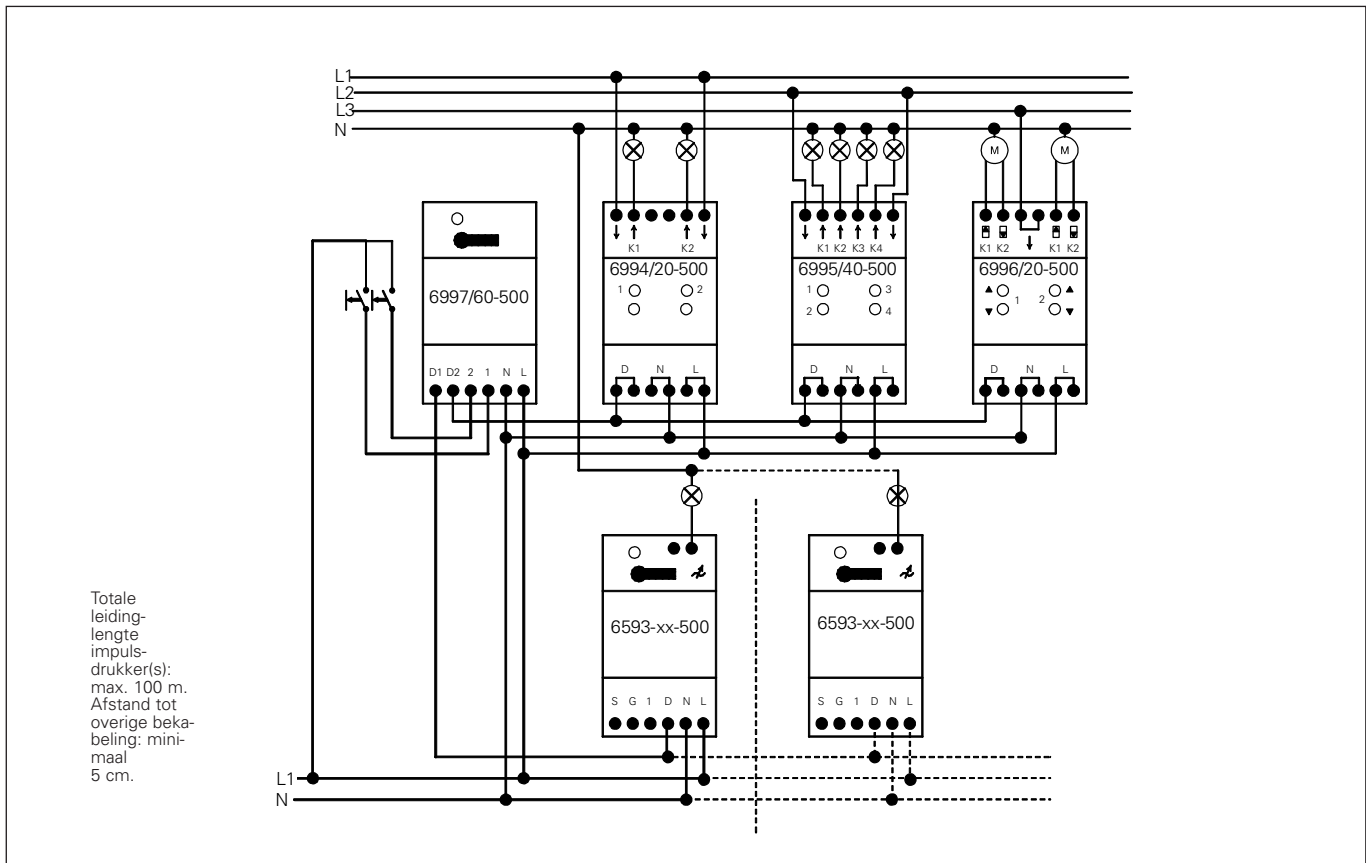 L1
L2
L3
N
M M
K1 K2 K1 K2 K3 K4 K1 K2 K1 K2
6997/60-500
6994/20-500
6995/40-500
6996/20-500
1 2
1 3
2 4
1 2
D1 D2 2 1 N L
D N L
D N L
D N L
6593-xx-500
6593-xx-500
S G 1 D N L
S G 1 D N L
Totale
leiding-
lengte
impuls-
drukker(s):
max. 100 m.
Afstand tot
overige beka-
beling: mini-
maal
5 cm.
L1
N